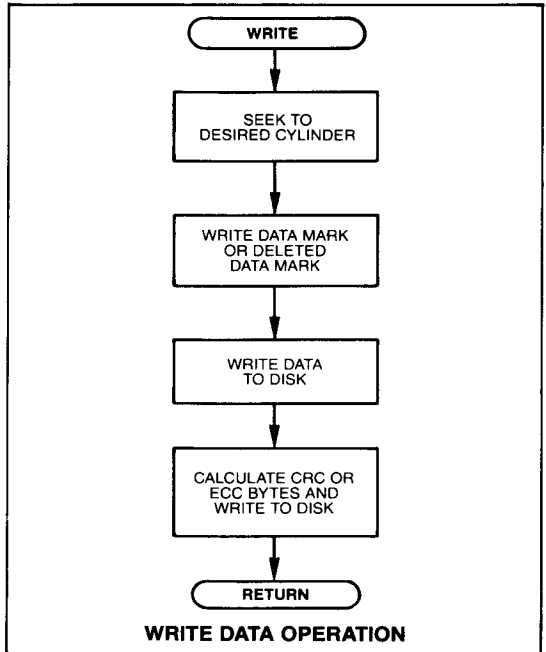 WRITE
SEEK TO
DESIRED CYLINDER
WRITE DATA MARK
OR DELETED
DATA MARK
WRITE DATA
TO DISK
CALCULATE CRC OR
ECC BYTES AND
WRITE TO DISK
RETURN
WRITE DATA OPERATION